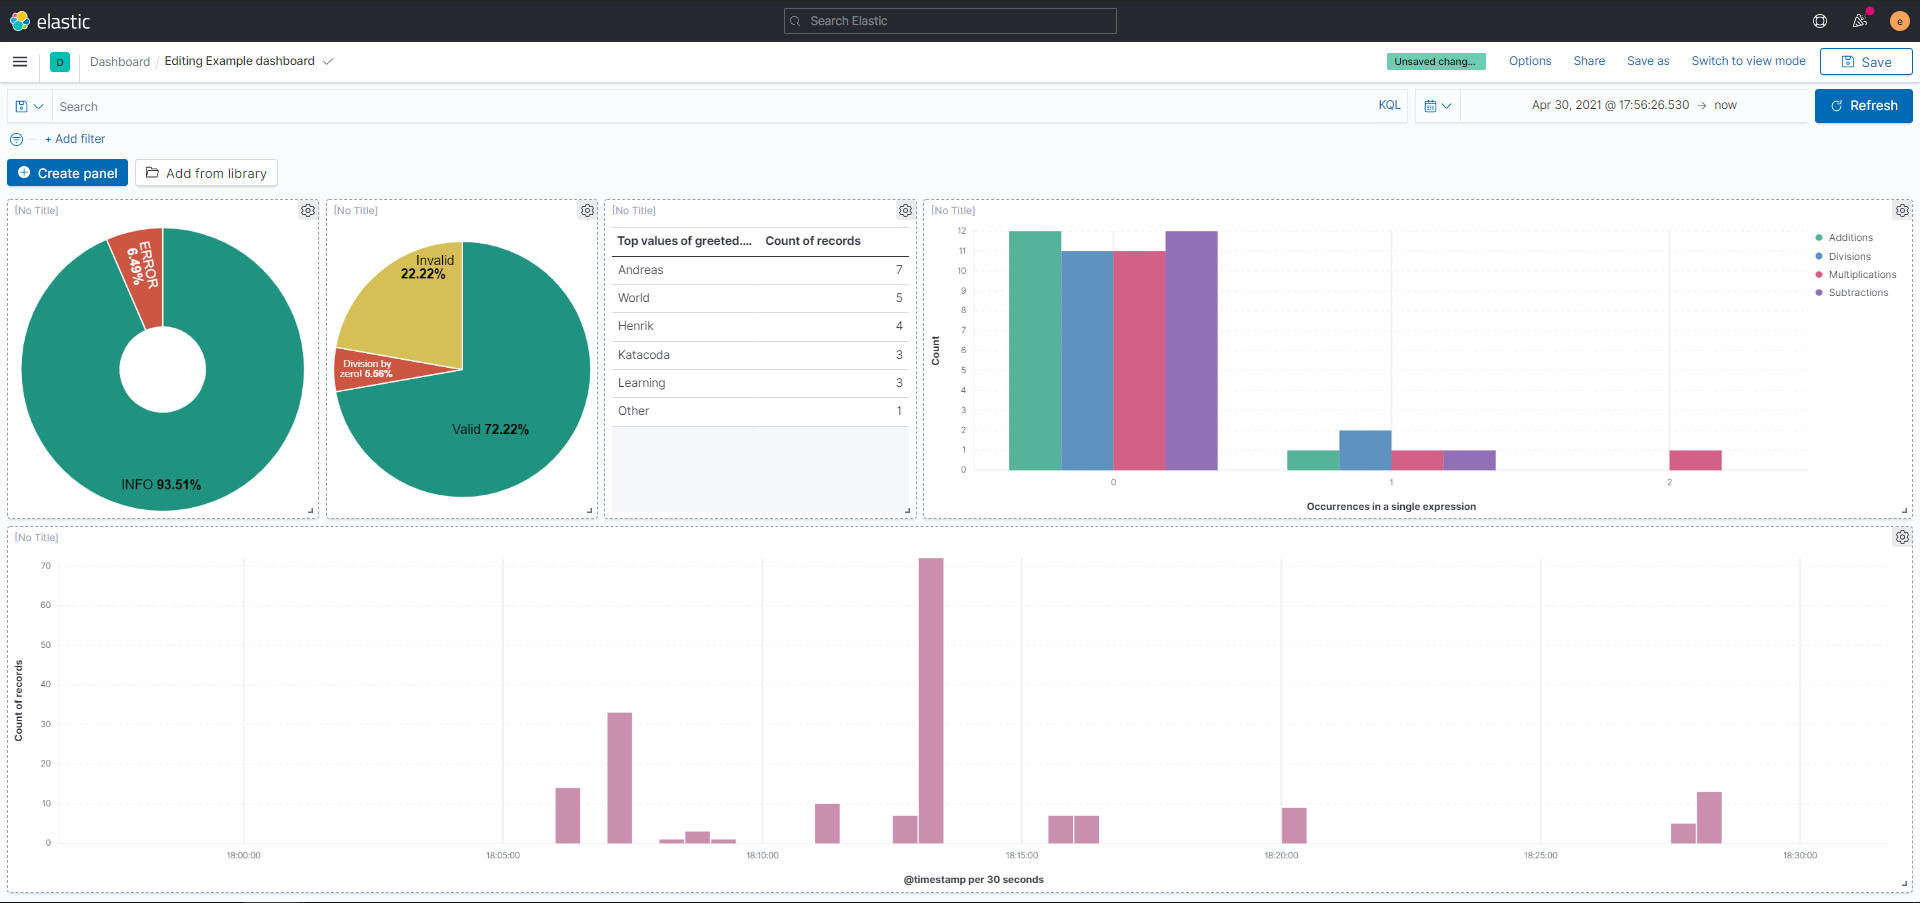 elastic
Search Elastic
e
D
Dashboard / Editing Example dashboard
Unsaved chang...
Options
Share
Save as
Switch to view mode
Save
Search
KQL
Apr 30, 2021 @ 17:56:26.530 → now
Refresh
+ Add filter
Create panel
Add from library
[No Title]
ERROR
6.49%
INFO 93.51%
[No Title]
Invalid
22.22%
Division by
zero! 5.56%
Valid 72.22%
[No Title]
Top values of greeted.... Count of records
Andreas 7
World 5
Henrik 4
Katacoda 3
Learning 3
Other 1
[No Title]
Count
12
11
10
9
8
7
6
5
4
3
2
1
0
0 1 2
Occurrences in a single expression
Additions
Divisions
Multiplications
Subtractions
[No Title]
Count of records
70
60
50
40
30
20
10
0
18:00:00 18:05:00 18:10:00 18:15:00 18:20:00 18:25:00 18:30:00
@timestamp per 30 seconds